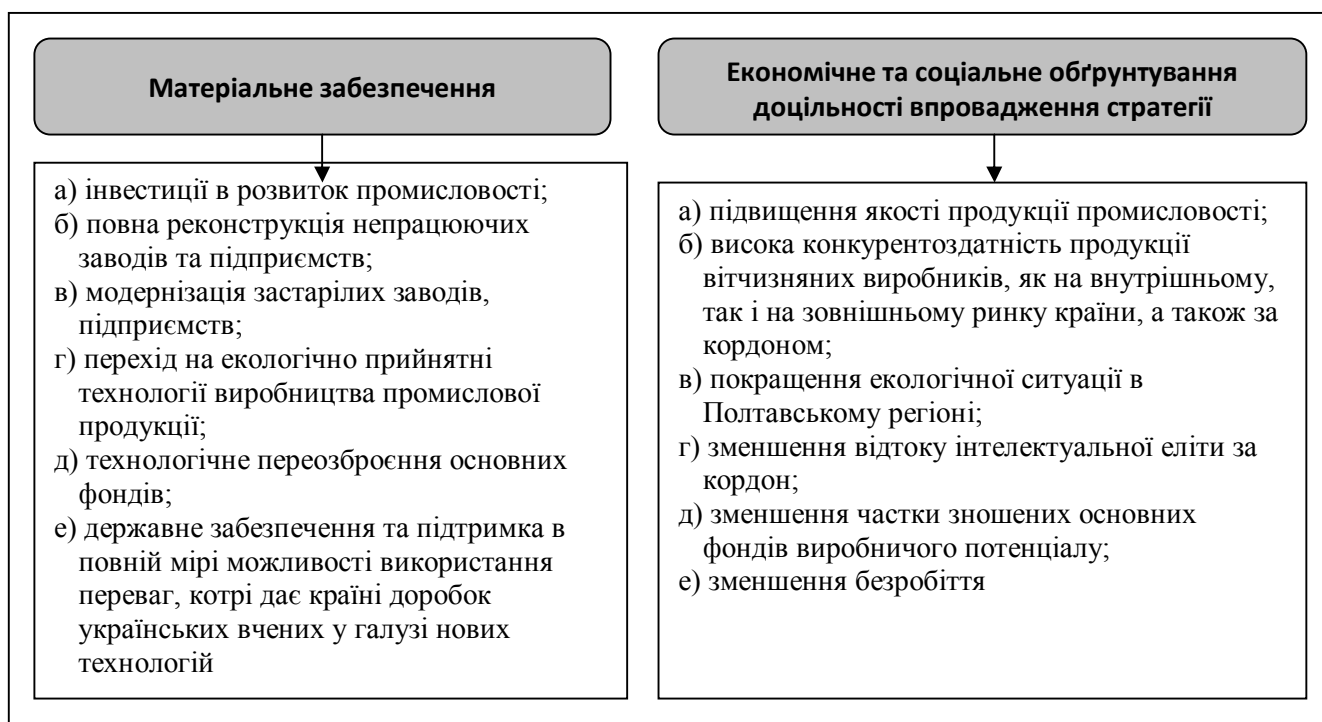 Матеріальне забезпечення
а) інвестиції в розвиток промисловості;
б) повна реконструкція непрацюючих
заводів та підприємств;
в) модернізація застарілих заводів,
підприємств;
г) перехід на екологічно прийнятні
технології виробництва промислової
продукції;
д) технологічне переозброєння основних
фондів;
е) державне забезпечення та підтримка в
повній мірі можливості використання
переваг, котрі дає країні доробок
українських вчених у галузі нових
технологій
Економічне та соціальне обґрунтування
доцільності впровадження стратегії
а) підвищення якості продукції промисловості;
б) висока конкурентоздатність продукції
вітчизняних виробників, як на внутрішньому,
так і на зовнішньому ринку країни, а також за
кордоном;
в) покращення екологічної ситуації в
Полтавському регіоні;
г) зменшення відтоку інтелектуальної еліти за
кордон;
д) зменшення частки зношених основних
фондів виробничого потенціалу;
е) зменшення безробіття